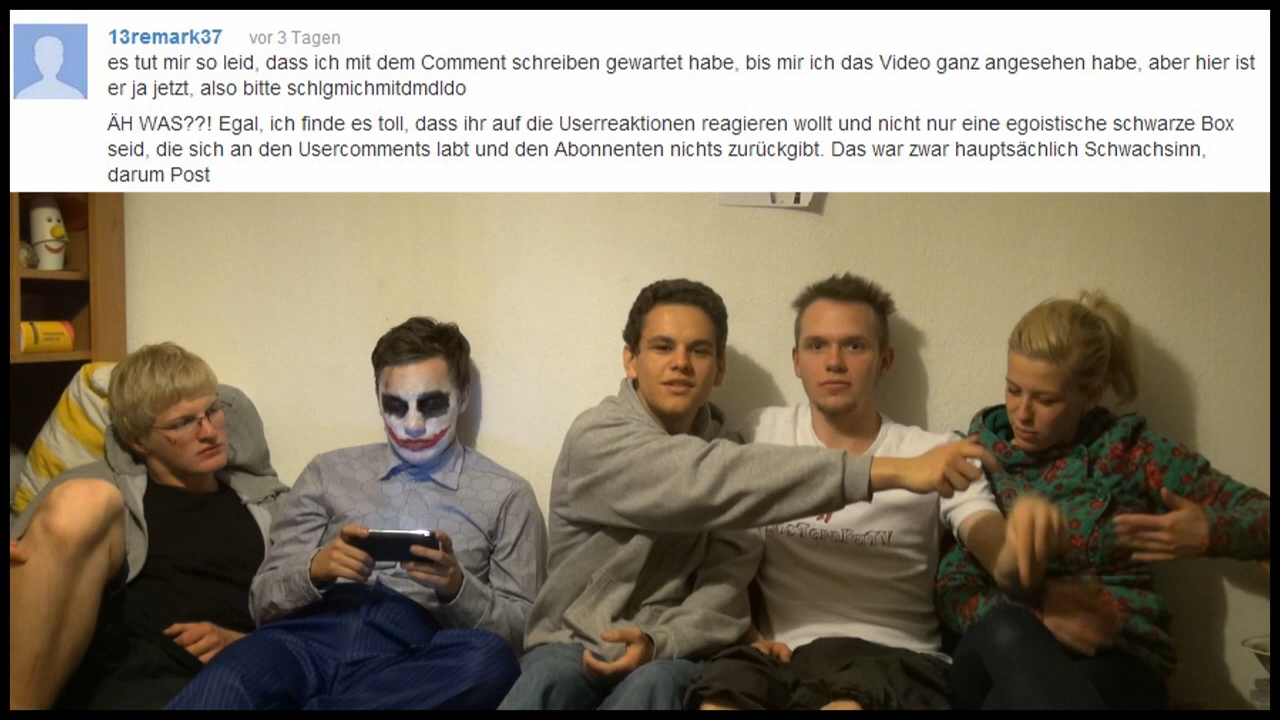 13remark37 vor 3 Tagen
es tut mir so leid, dass ich mit dem Comment schreiben gewartet habe, bis mir ich das Video ganz angesehen habe, aber hier ist
er ja jetzt, also bitte schlgmichmitdmdldo
ÄH WAS??! Egal, ich finde es toll, dass ihr auf die Userreaktionen reagieren wollt und nicht nur eine egoistische schwarze Box
seid, die sich an den Usercomments labt und den Abonnenten nichts zurückgibt. Das war zwar hauptsächlich Schwachsinn,
darum Post